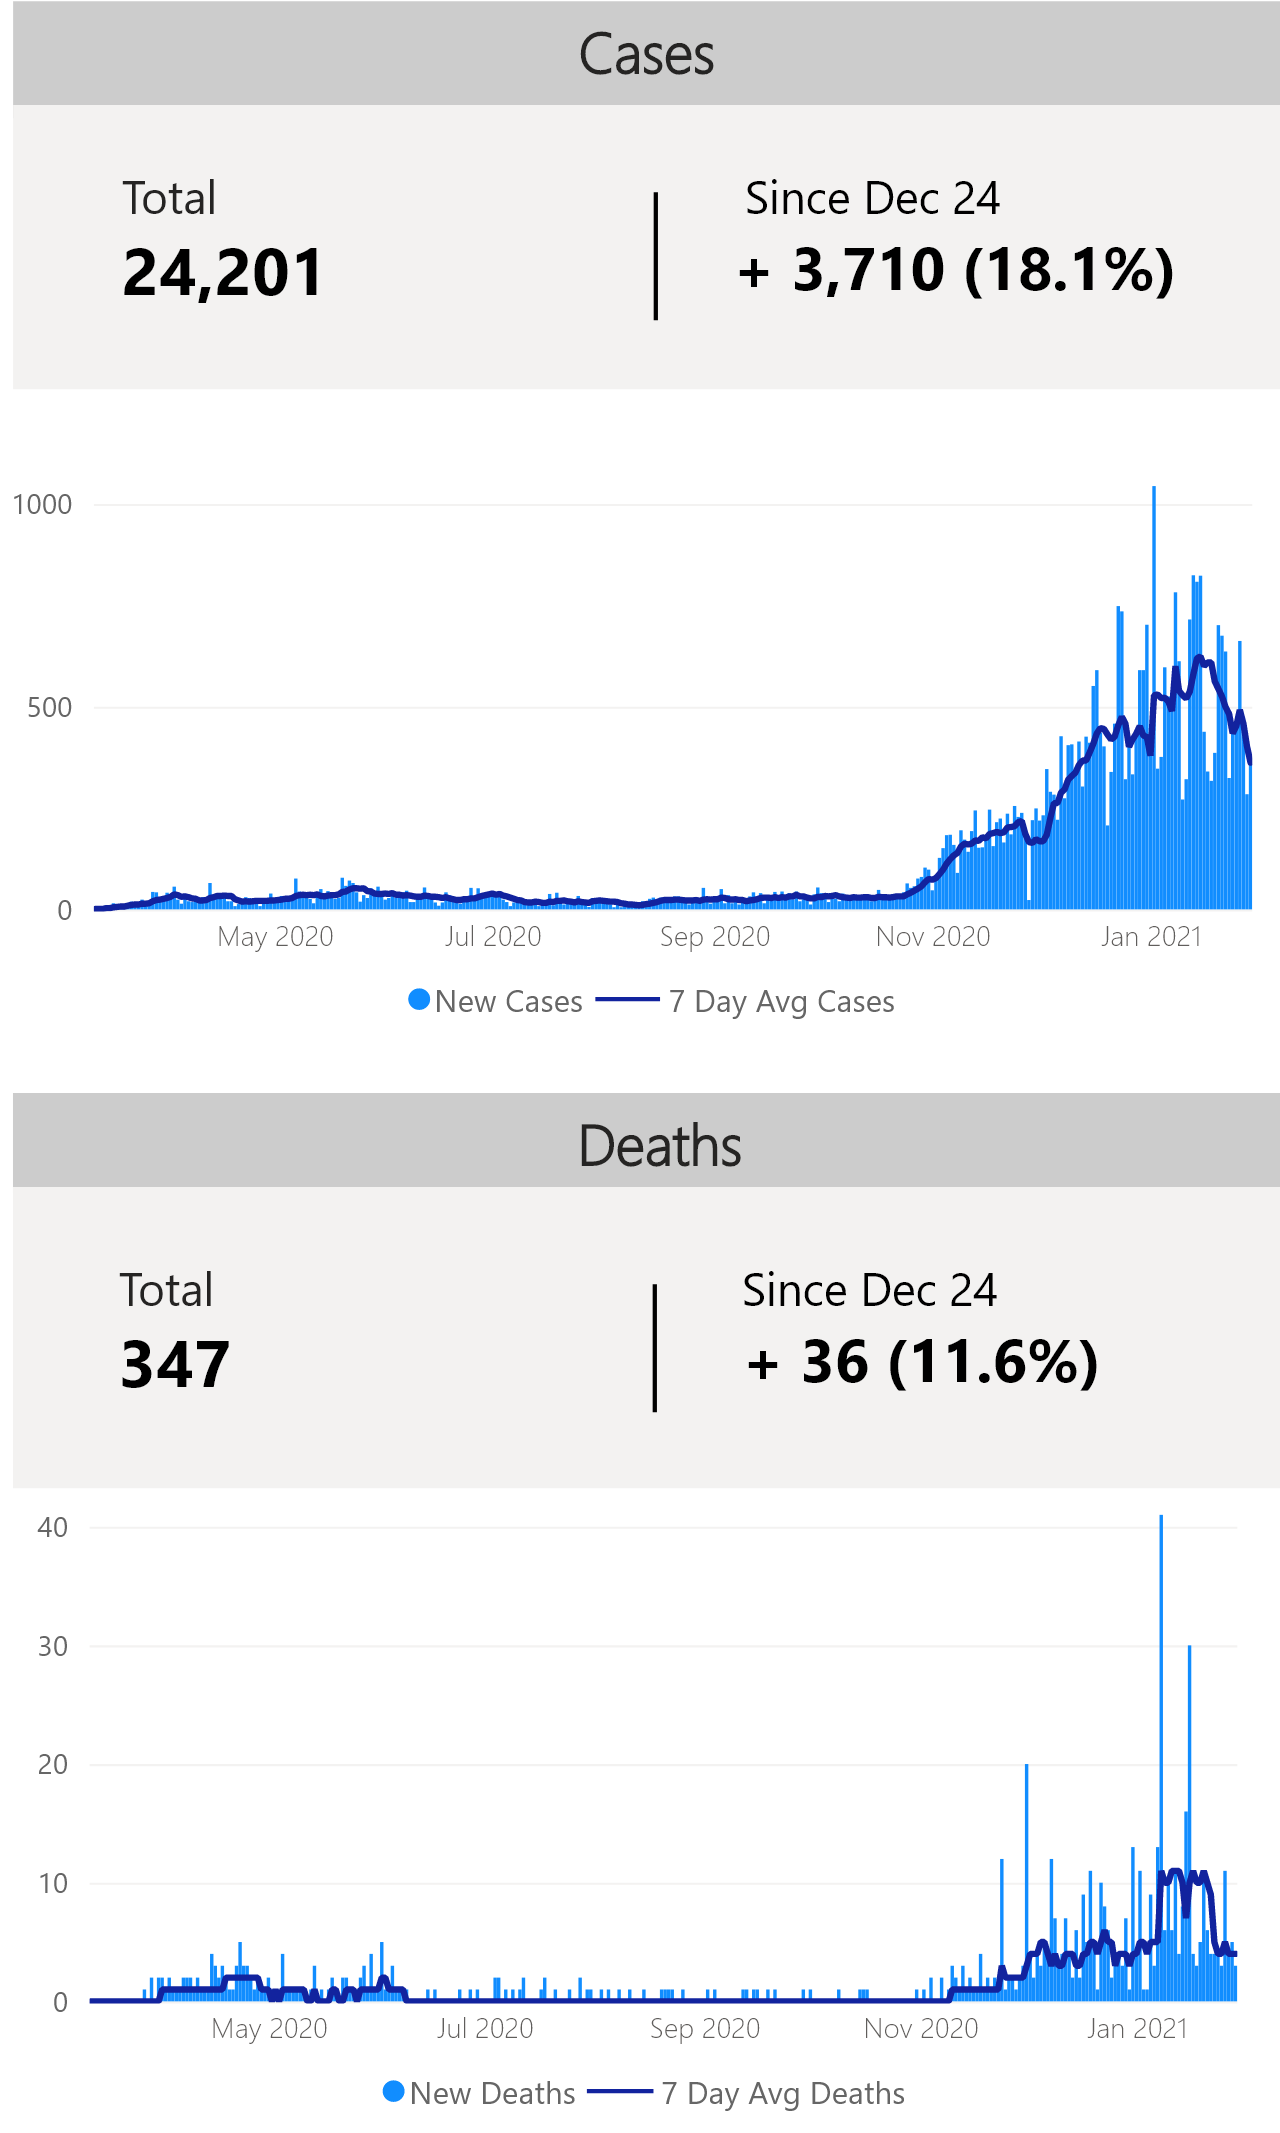 Cases
Total
Since Dec 24
24,201
+ 3,710 (18.1%)
1000
500
0
May 2020
Jul 2020
Sep 2020
Nov 2020
Jan 2021
New Cases
7 Day Avg Cases
Deaths
Total
Since Dec 24
347
+ 36 (11.6%)
40
30
20
10
0
May 2020
Jul 2020
Sep 2020
Nov 2020
Jan 2021
New Deaths
7 Day Avg Deaths